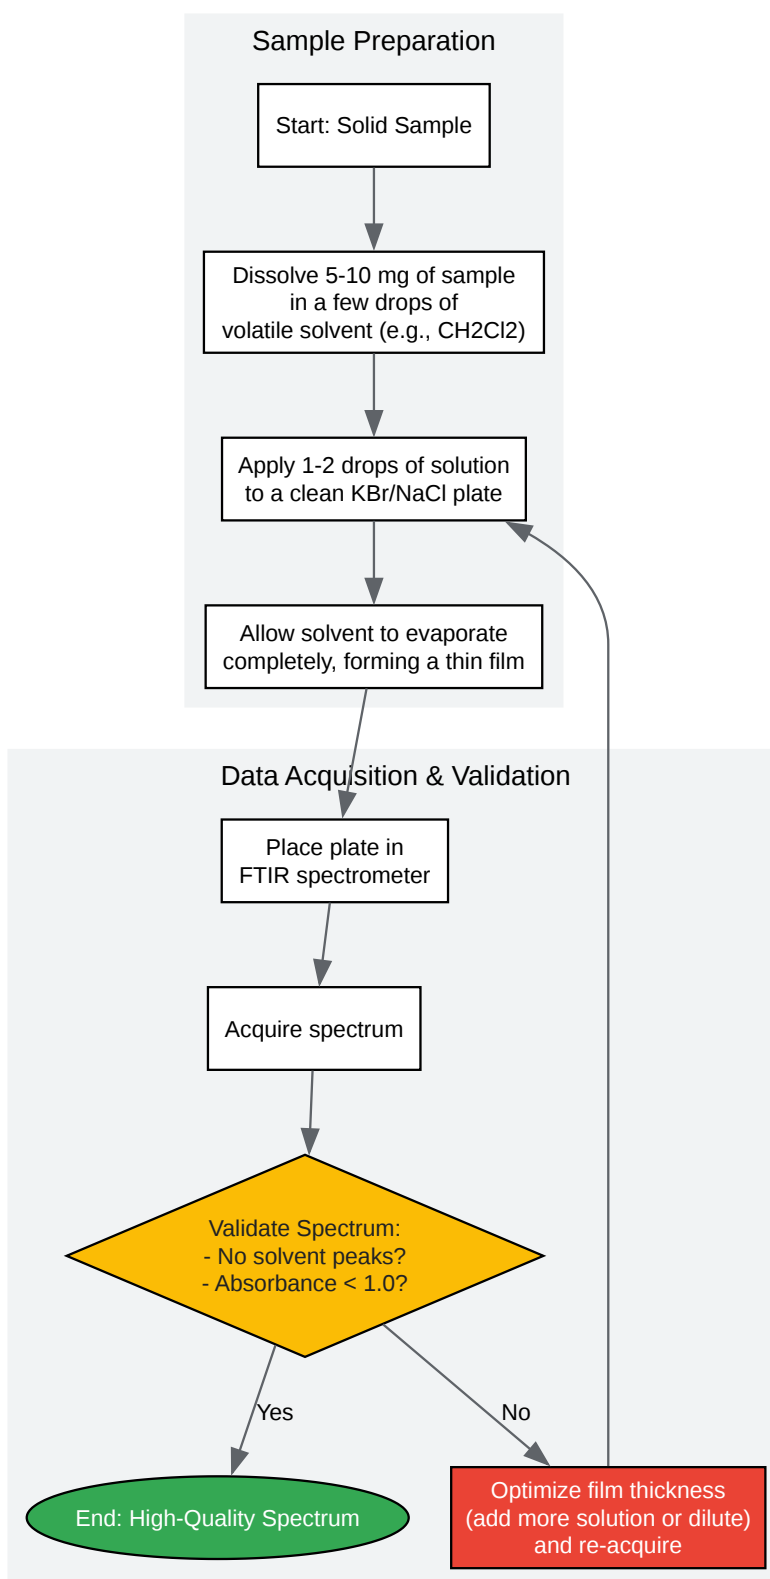 Sample Preparation
Start: Solid Sample
Dissolve 5-10 mg of sample
in a few drops of
volatile solvent (e.g., CH2Cl2)
Apply 1-2 drops of solution
to a clean KBr/NaCl plate
Allow solvent to evaporate
completely, forming a thin film
Data Acquisition & Validation
Place plate in
FTIR spectrometer
Acquire spectrum
Validate Spectrum:
- No solvent peaks?
- Absorbance < 1.0?
Yes
No
End: High-Quality Spectrum
Optimize film thickness
(add more solution or dilute)
and re-acquire